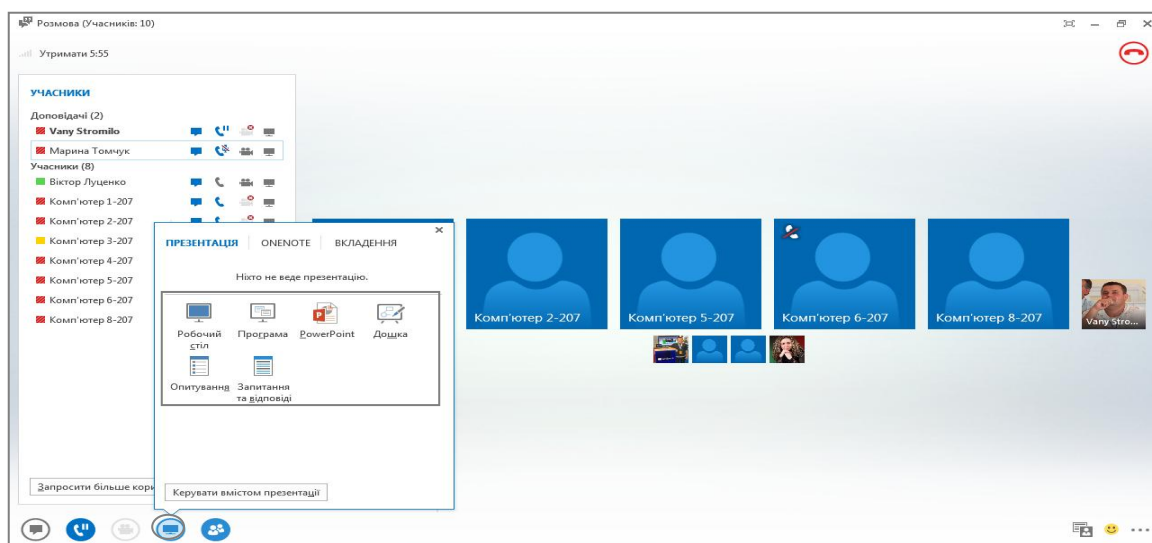 Розмова (Учасників: 10)
Утримати 5:55
УЧАСНИКИ
Доповідачі (2)
Vany Stromilo
Марина Томчук
Учасники (8)
Віктор Луценко
Комп'ютер 1-207
Комп'ютер 2-207
Комп'ютер 3-207
Комп'ютер 4-207
Комп'ютер 5-207
Комп'ютер 6-207
Комп'ютер 8-207
Запросити більше кори
ПРЕЗЕНТАЦІЯ ONENOTE ВКЛАДЕННЯ
Ніхто не веде презентацію.
Робочий стіл
Програма
PowerPoint
Дошка
Опитування
Запитання та відповіді
Керувати вмістом презентації
Комп'ютер 2-207
Комп'ютер 5-207
Комп'ютер 6-207
Комп'ютер 8-207
Vany Stro...